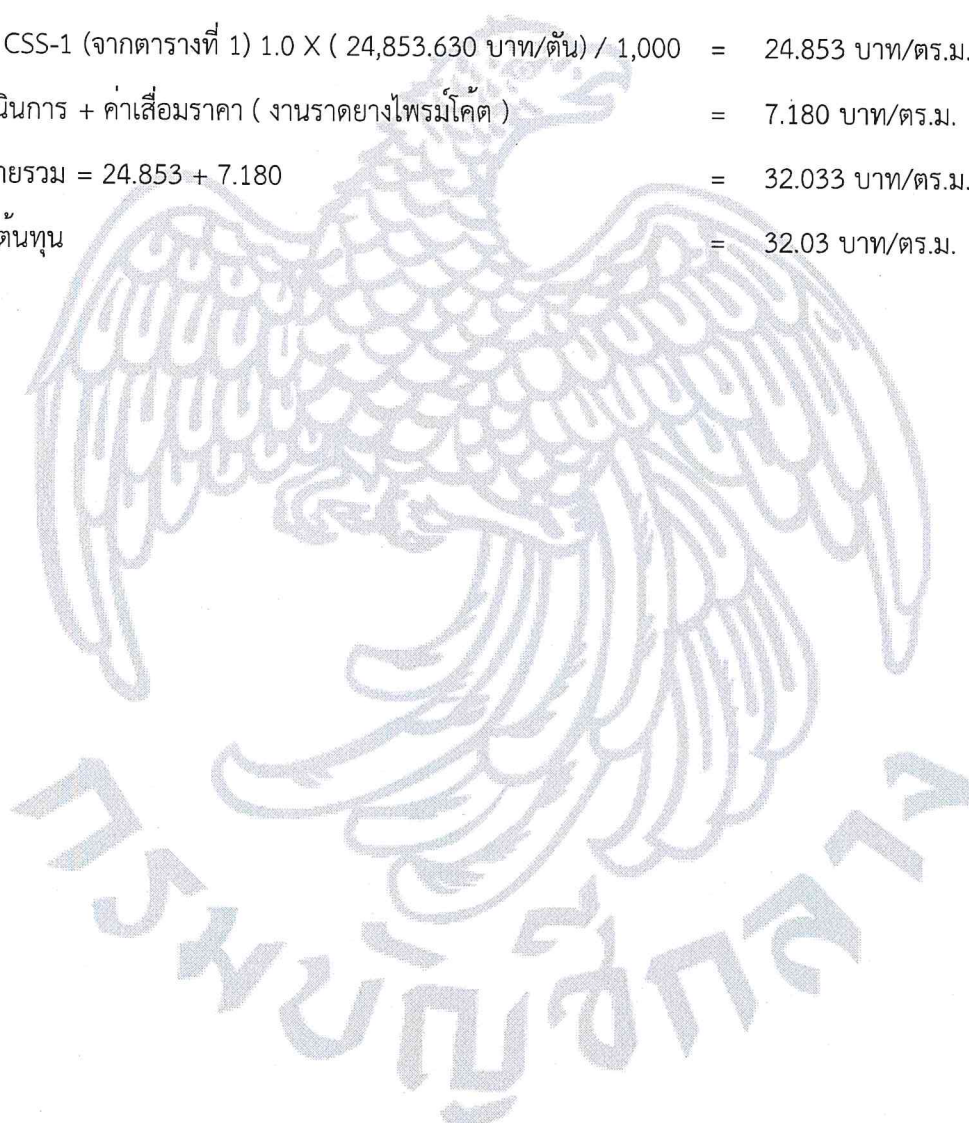 CSS-1 (จากตารางที่ 1) 1.0 X ( 24,853.630 บาท/ตัน) / 1,000 = 24.853 บาท/ตร.ม.
นินการ + ค่าเสื่อมราคา ( งานราดยางไพรม์โค้ต ) = 7.180 บาท/ตร.ม.
ายรวม = 24.853 + 7.180 = 32.033 บาท/ตร.ม.
ต้นทุน = 32.03 บาท/ตร.ม.
กรมบัญชีกลาง